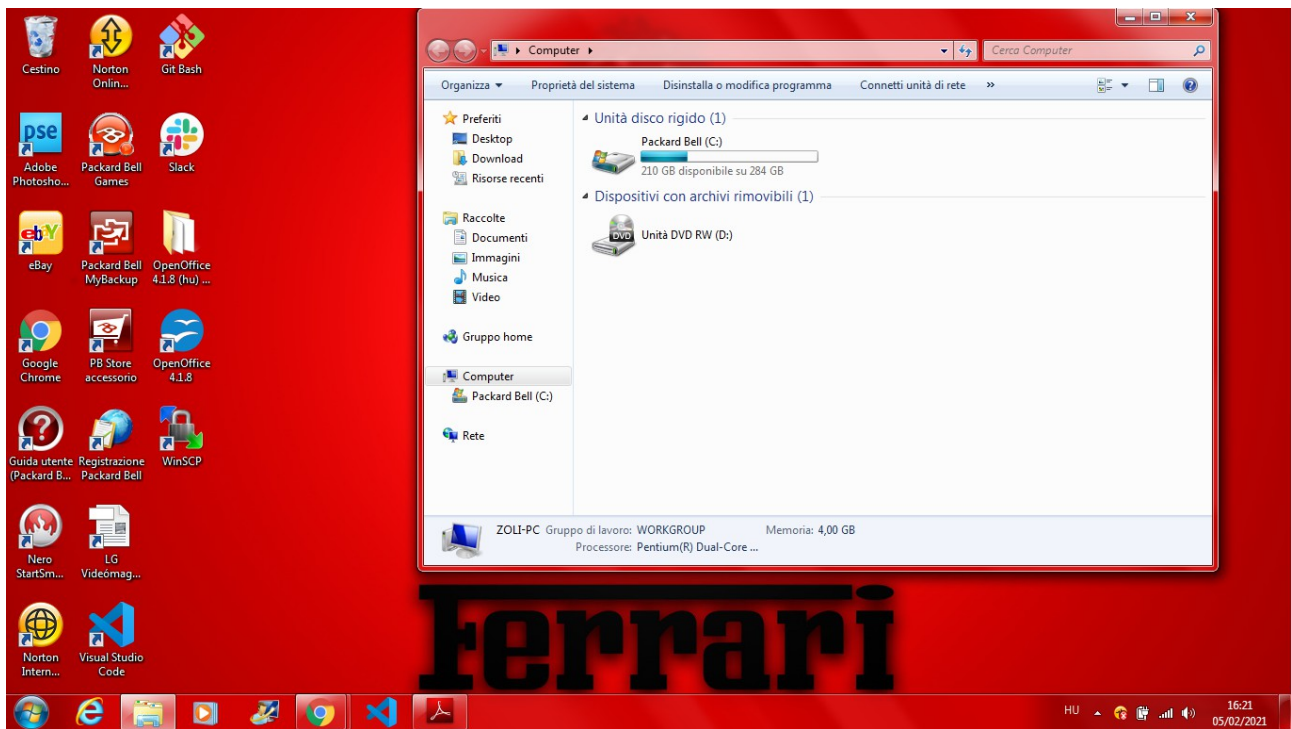 Cestino
Norton
Onlin...
Git Bash
pse
Adobe
Photosho...
Packard Bell
Games
Slack
ebY
eBay
Packard Bell
MyBackup
OpenOffice
4.1.8 (hu) ...
Google
Chrome
PB Store
accessorio
OpenOffice
4.1.8
Guida utente
(Packard B...
Registrazione
Packard Bell
WinSCP
Nero
StartSm...
LG
Videómag...
Norton
Intern...
Visual Studio
Code
Computer
Cerca Computer
Organizza
Proprietà del sistema
Disinstalla o modifica programma
Connetti unità di rete
»
Preferiti
Desktop
Download
Risorse recenti
Raccolte
Documenti
Immagini
Musica
Video
Gruppo home
Computer
Packard Bell (C:)
Rete
Unità disco rigido (1)
Packard Bell (C:)
210 GB disponibile su 284 GB
Dispositivi con archivi rimovibili (1)
DVD
Unità DVD RW (D:)
ZOLI-PC Gruppo di lavoro: WORKGROUP Memoria: 4,00 GB
Processore: Pentium(R) Dual-Core ...
Ferrari
HU
16:21
05/02/2021